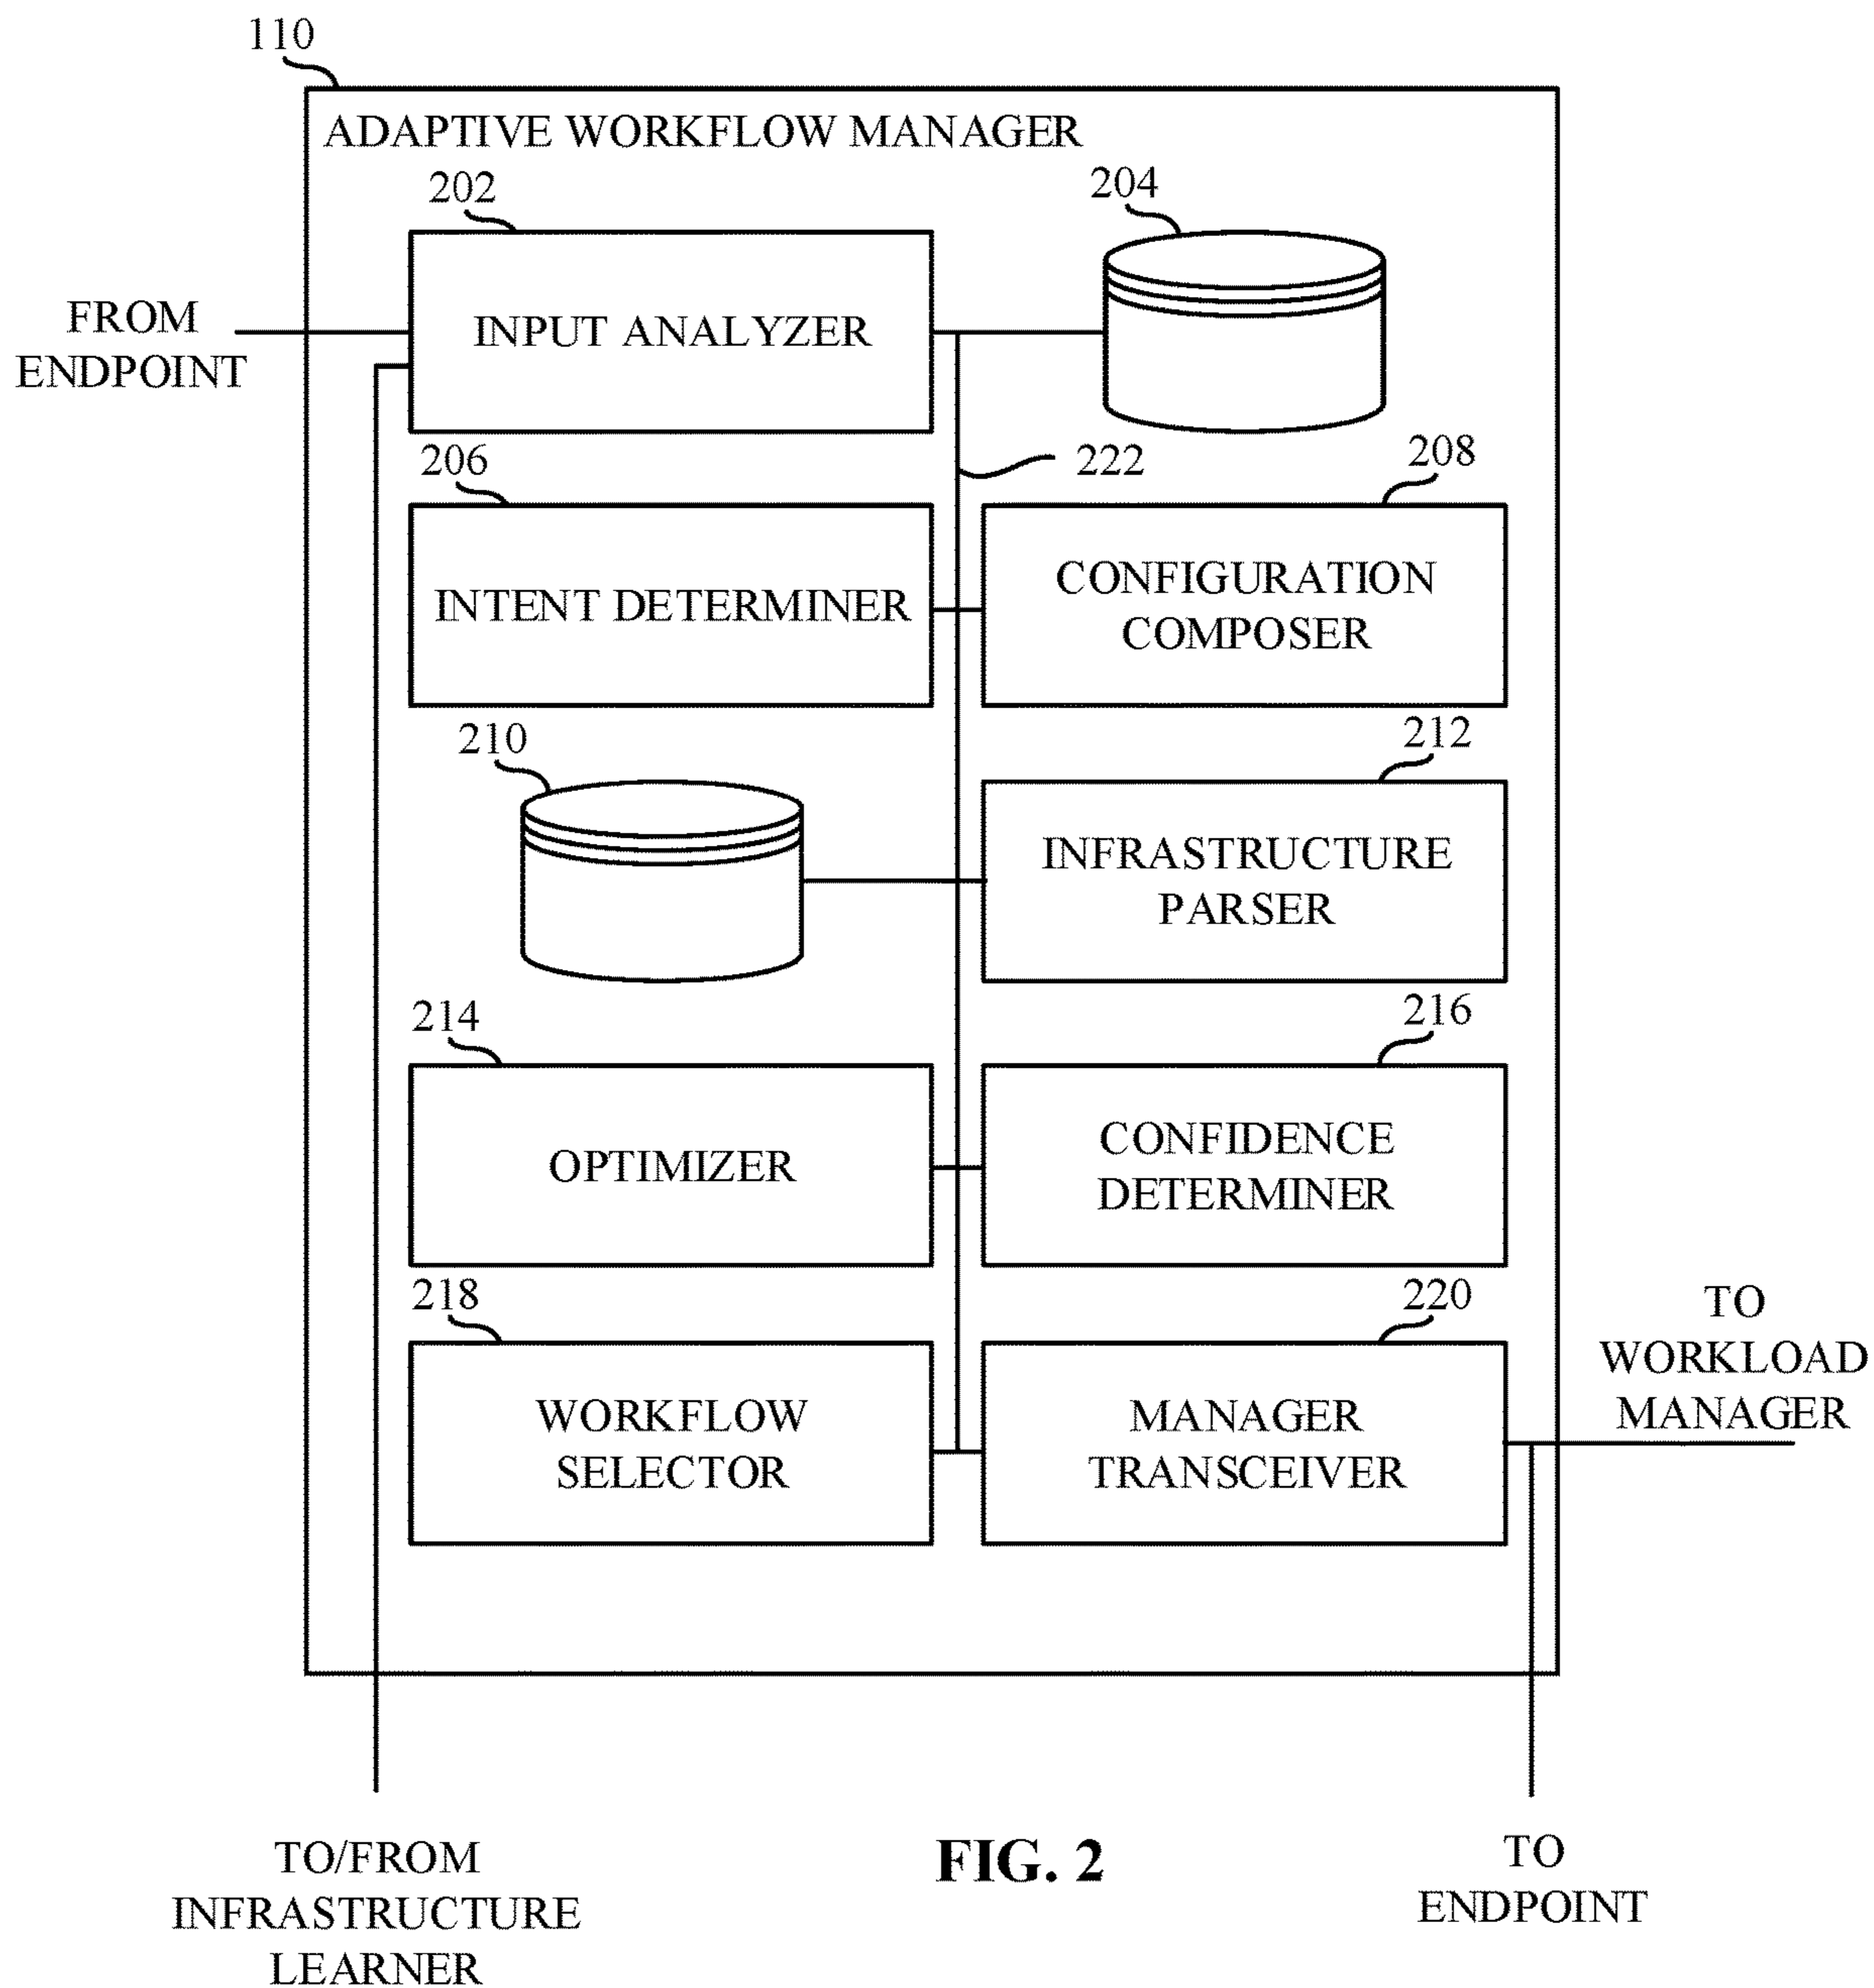 110
ADAPTIVE WORKFLOW MANAGER
202
204
FROM
ENDPOINT
INPUT ANALYZER
206
222
208
INTENT DETERMINER
CONFIGURATION
COMPOSER
210
212
INFRASTRUCTURE
PARSER
214
216
OPTIMIZER
CONFIDENCE
DETERMINER
218
220
TO
WORKLOAD
MANAGER
WORKFLOW
SELECTOR
MANAGER
TRANSCEIVER
TO/FROM
INFRASTRUCTURE
LEARNER
FIG. 2
TO
ENDPOINT